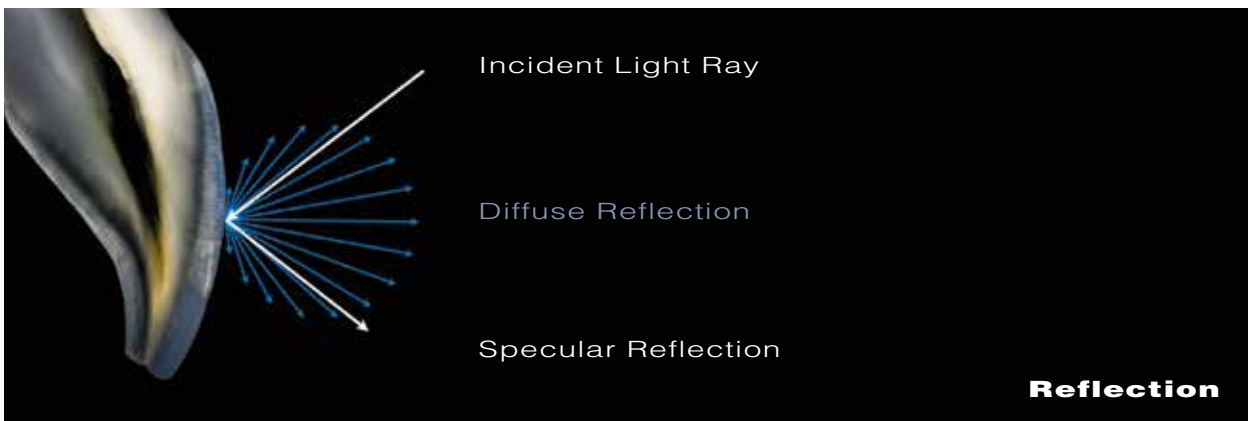 Incident Light Ray
Diffuse Reflection
Specular Reflection
Reflection